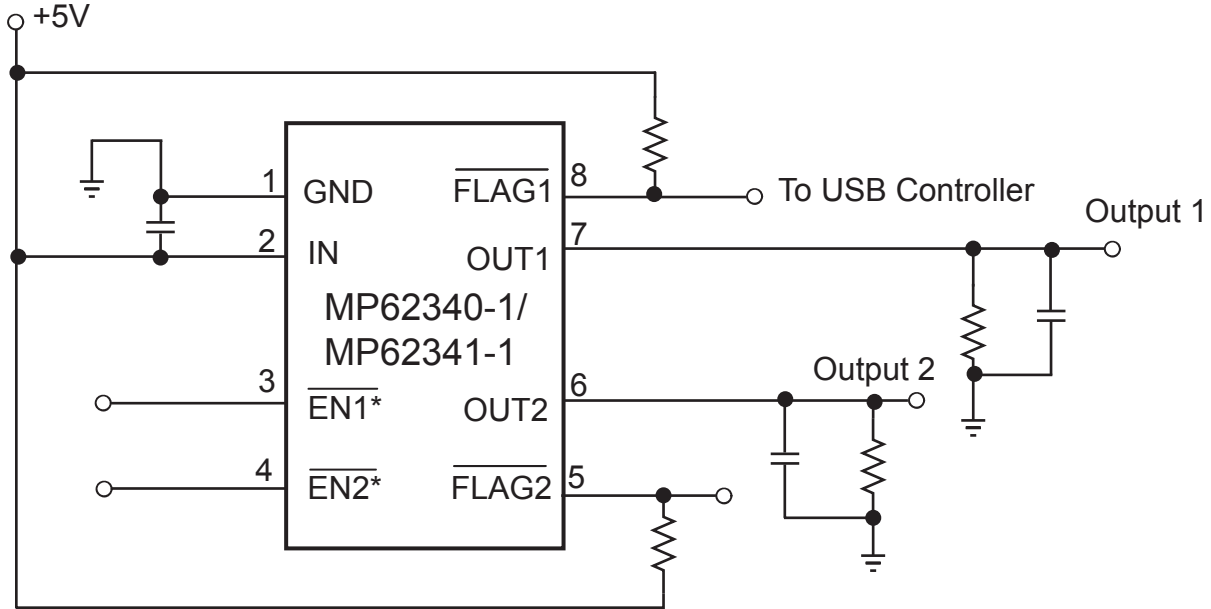 +5V
1
GND
FLAG1
8
To USB Controller
Output 1
2
IN
OUT1
7
MP62340-1/
MP62341-1
Output 2
3
EN1*
OUT2
6
4
EN2*
FLAG2
5